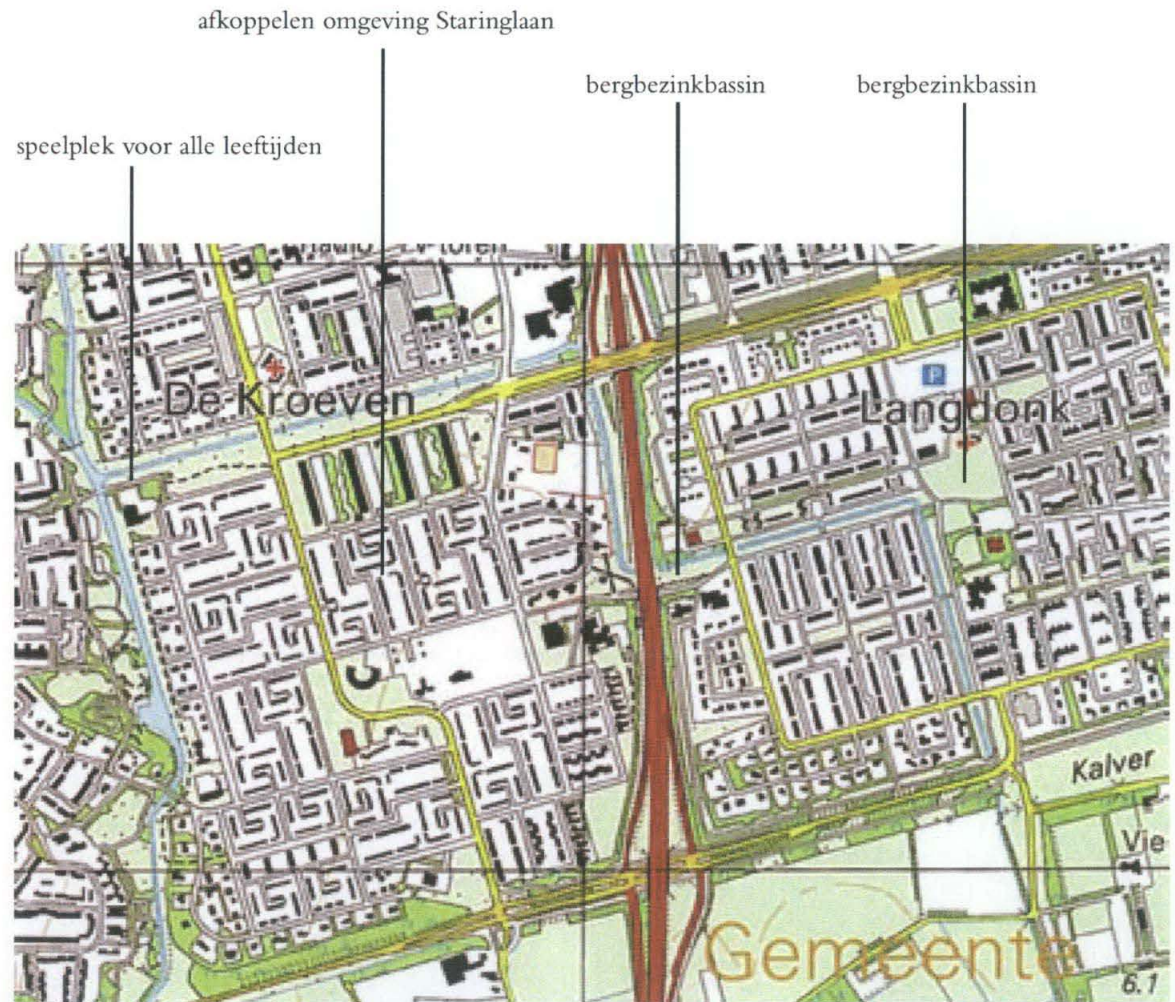 afkoppelen omgeving Staringlaan
bergbezinkbassin
bergbezinkbassin
speelplek voor alle leeftijden
De Kroeven
P
Langdonk
Kalver
Vie
Gemeente
6.1